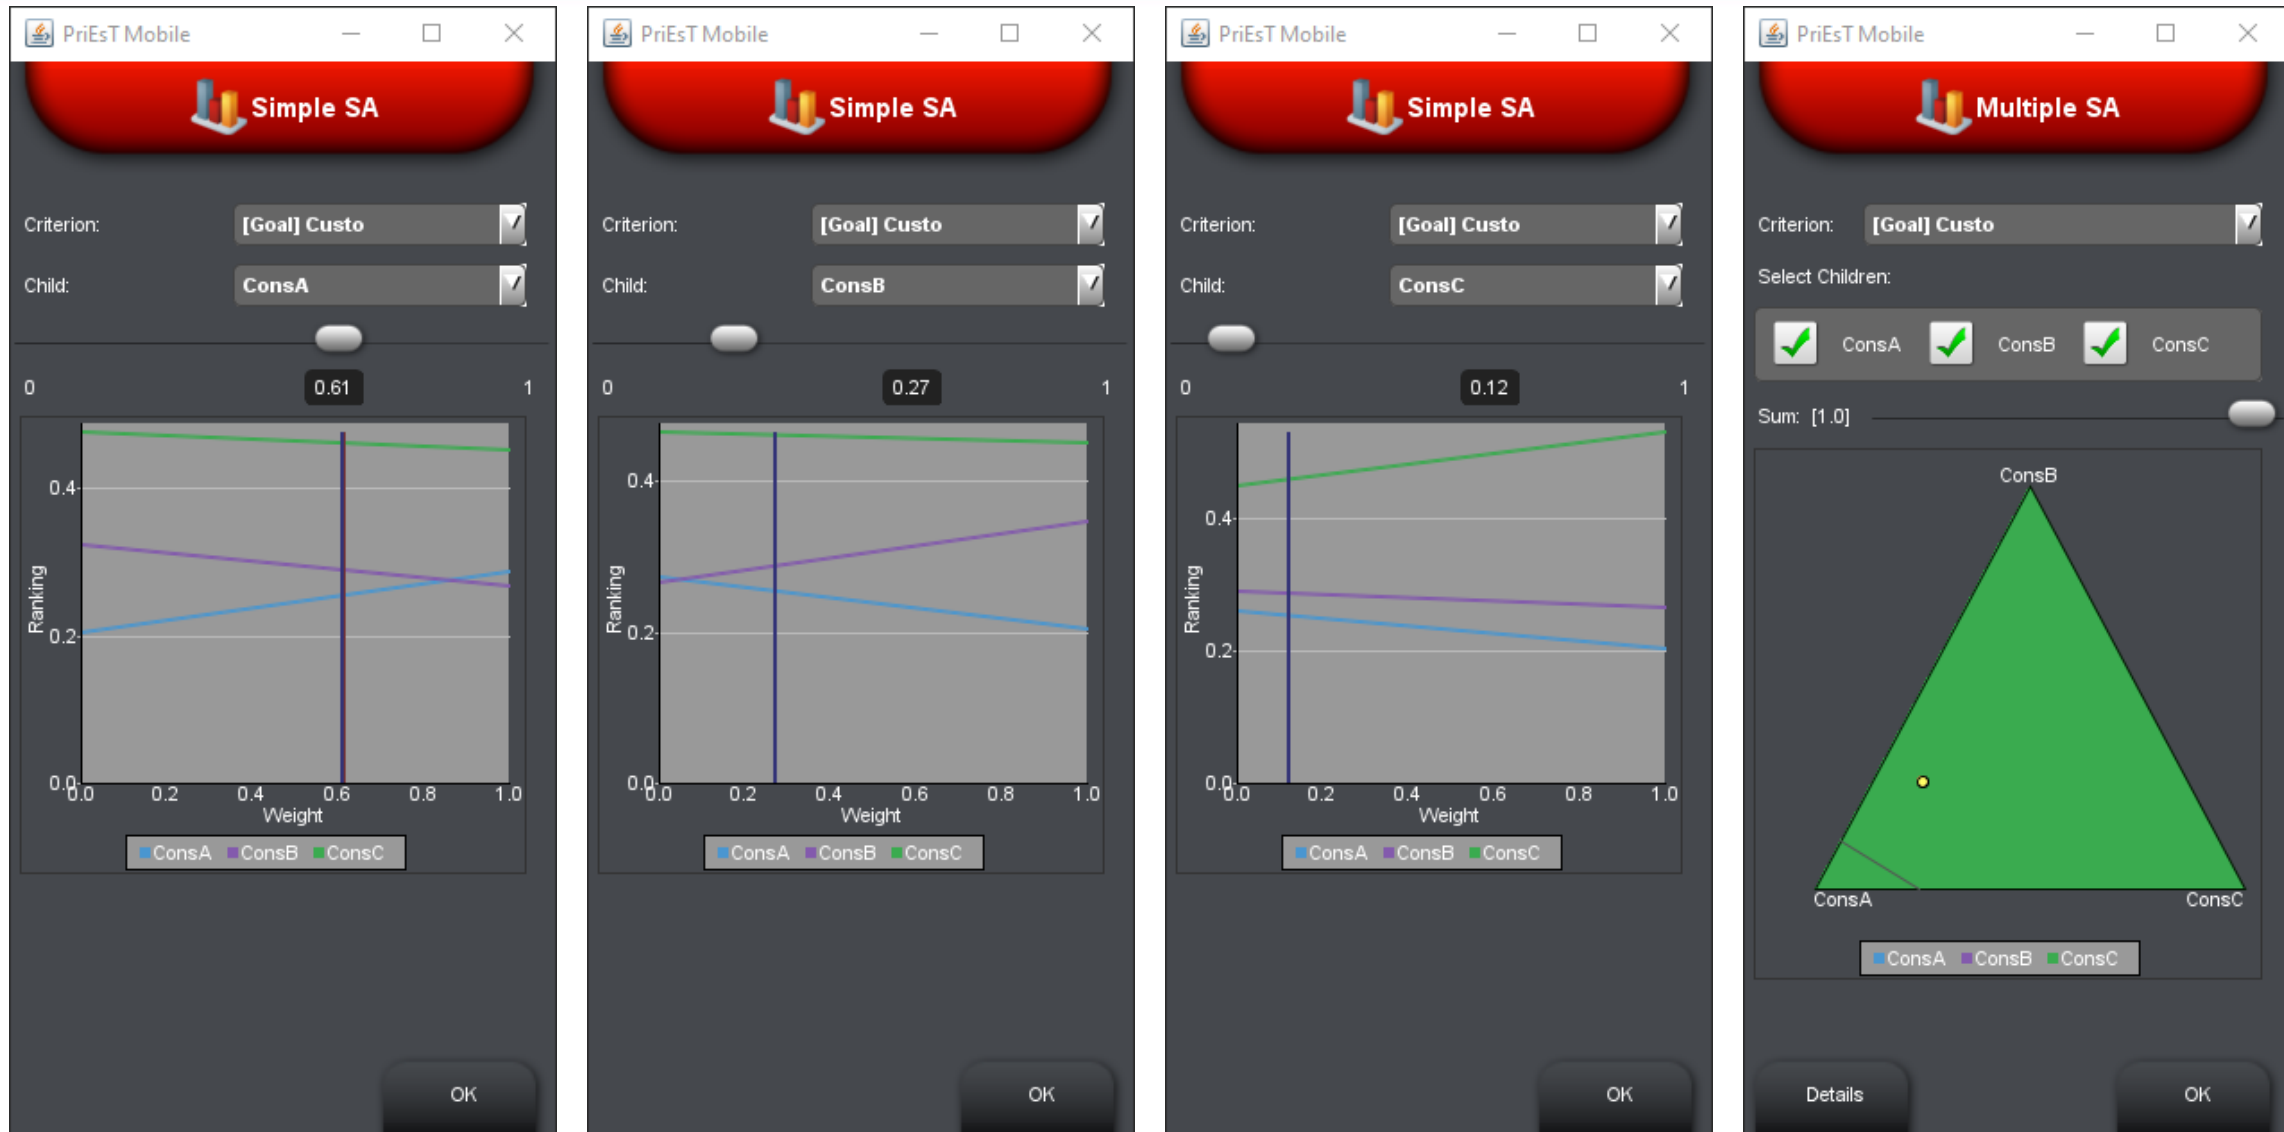 PriEsT Mobile
Simple SA
Criterion: [Goal] Custo
Child: ConsA
0 0.61 1
0.4
0.2
0.0
Ranking
0.0 0.2 0.4 0.6 0.8 1.0
Weight
ConsA ConsB ConsC
OK
PriEsT Mobile
Simple SA
Criterion: [Goal] Custo
Child: ConsB
0 0.27 1
0.4
0.2
0.0
Ranking
0.0 0.2 0.4 0.6 0.8 1.0
Weight
ConsA ConsB ConsC
OK
PriEsT Mobile
Simple SA
Criterion: [Goal] Custo
Child: ConsC
0 0.12 1
0.4
0.2
0.0
Ranking
0.0 0.2 0.4 0.6 0.8 1.0
Weight
ConsA ConsB ConsC
OK
PriEsT Mobile
Multiple SA
Criterion: [Goal] Custo
Select Children:
ConsA ConsB ConsC
Sum: [1.0]
ConsB
ConsA ConsC
ConsA ConsB ConsC
Details OK